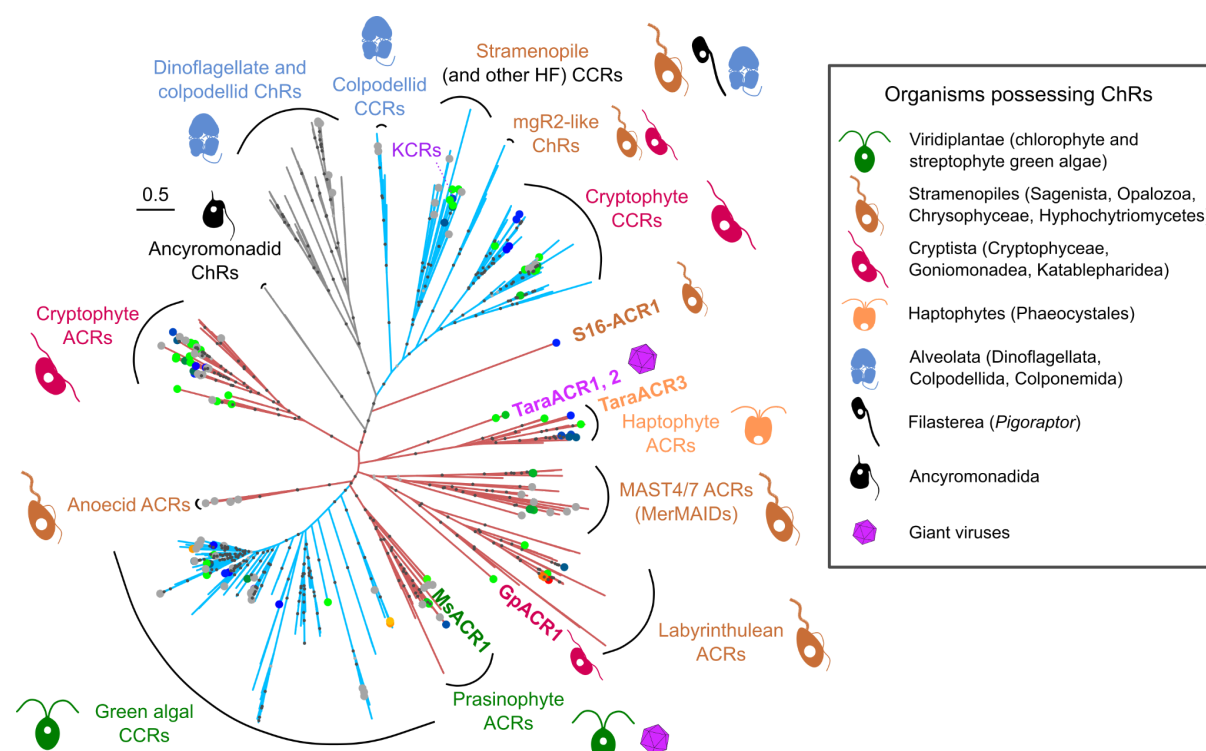 Dinoflagellate and
colpodellid ChRs
Colpodellid
CCRs
Stramenopile
(and other HF) CCRs
mgR2-like
ChRs
KCRs
Cryptophyte
CCRs
0.5
Ancyromonadid
ChRs
Cryptophyte
ACRs
S16-ACR1
TaraACR1, 2
TaraACR3
Haptophyte
ACRs
MAST4/7 ACRs
(MerMAIDs)
Anoecid ACRs
MsACR1
GpACR1
Labyrinthulean
ACRs
Prasinophyte
ACRs
Green algal
CCRs
Organisms possessing ChRs
Viridiplantae (chlorophyte and
streptophyte green algae)
Stramenopiles (Sagenista, Opalozoa,
Chrysophyceae, Hyphochytriomycetes
Cryptista (Cryptophyceae,
Goniomonadea, Katablepharidea)
Haptophytes (Phaeocystales)
Alveolata (Dinoflagellata,
Colpodellida, Colponemida)
Filasterea (Pigoraptor)
Ancyromonadida
Giant viruses